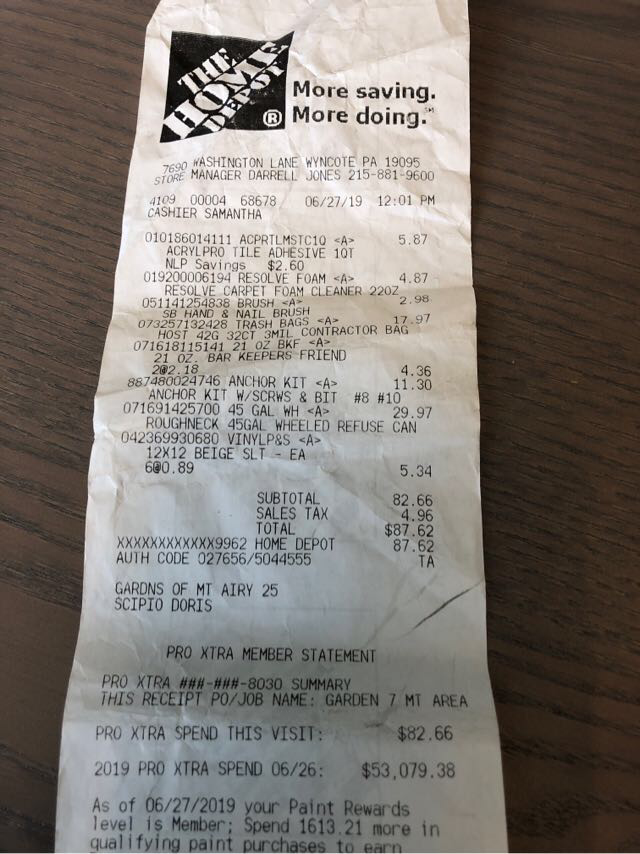 THE
HOME
DEPOT
®
More saving.
More doing.℠
7690 WASHINGTON LANE WYNCOTE PA 19095
STORE MANAGER DARRELL JONES 215-881-9600
4109 00004 68678 06/27/19 12:01 PM
CASHIER SAMANTHA
010186014111 ACPRTLMSTC1Q <A> 5.87
ACRYLPRO TILE ADHESIVE 1QT
NLP Savings $2.60
019200006194 RESOLVE FOAM <A> 4.87
RESOLVE CARPET FOAM CLEANER 22OZ
051141254838 BRUSH <A> 2.98
SB HAND & NAIL BRUSH
073257132428 TRASH BAGS <A> 17.97
HOST 42G 32CT 3MIL CONTRACTOR BAG
071618115141 21 OZ BKF <A>
21 OZ. BAR KEEPERS FRIEND
2@2.18 4.36
887480024746 ANCHOR KIT <A> 11.30
ANCHOR KIT W/SCRWS & BIT #8 #10
071691425700 45 GAL WH <A> 29.97
ROUGHNECK 45GAL WHEELED REFUSE CAN
042369930680 VINYLP&S <A>
12X12 BEIGE SLT - EA
6@0.89 5.34
SUBTOTAL 82.66
SALES TAX 4.96
TOTAL $87.62
XXXXXXXXXXXX9962 HOME DEPOT 87.62
AUTH CODE 027656/5044555 TA
GARDNS OF MT AIRY 25
SCIPIO DORIS
PRO XTRA MEMBER STATEMENT
PRO XTRA ###-###-8030 SUMMARY
THIS RECEIPT PO/JOB NAME: GARDEN 7 MT AREA
PRO XTRA SPEND THIS VISIT: $82.66
2019 PRO XTRA SPEND 06/26: $53,079.38
As of 06/27/2019 your Paint Rewards
level is Member; Spend 1613.21 more in
qualifying paint purchases to earn